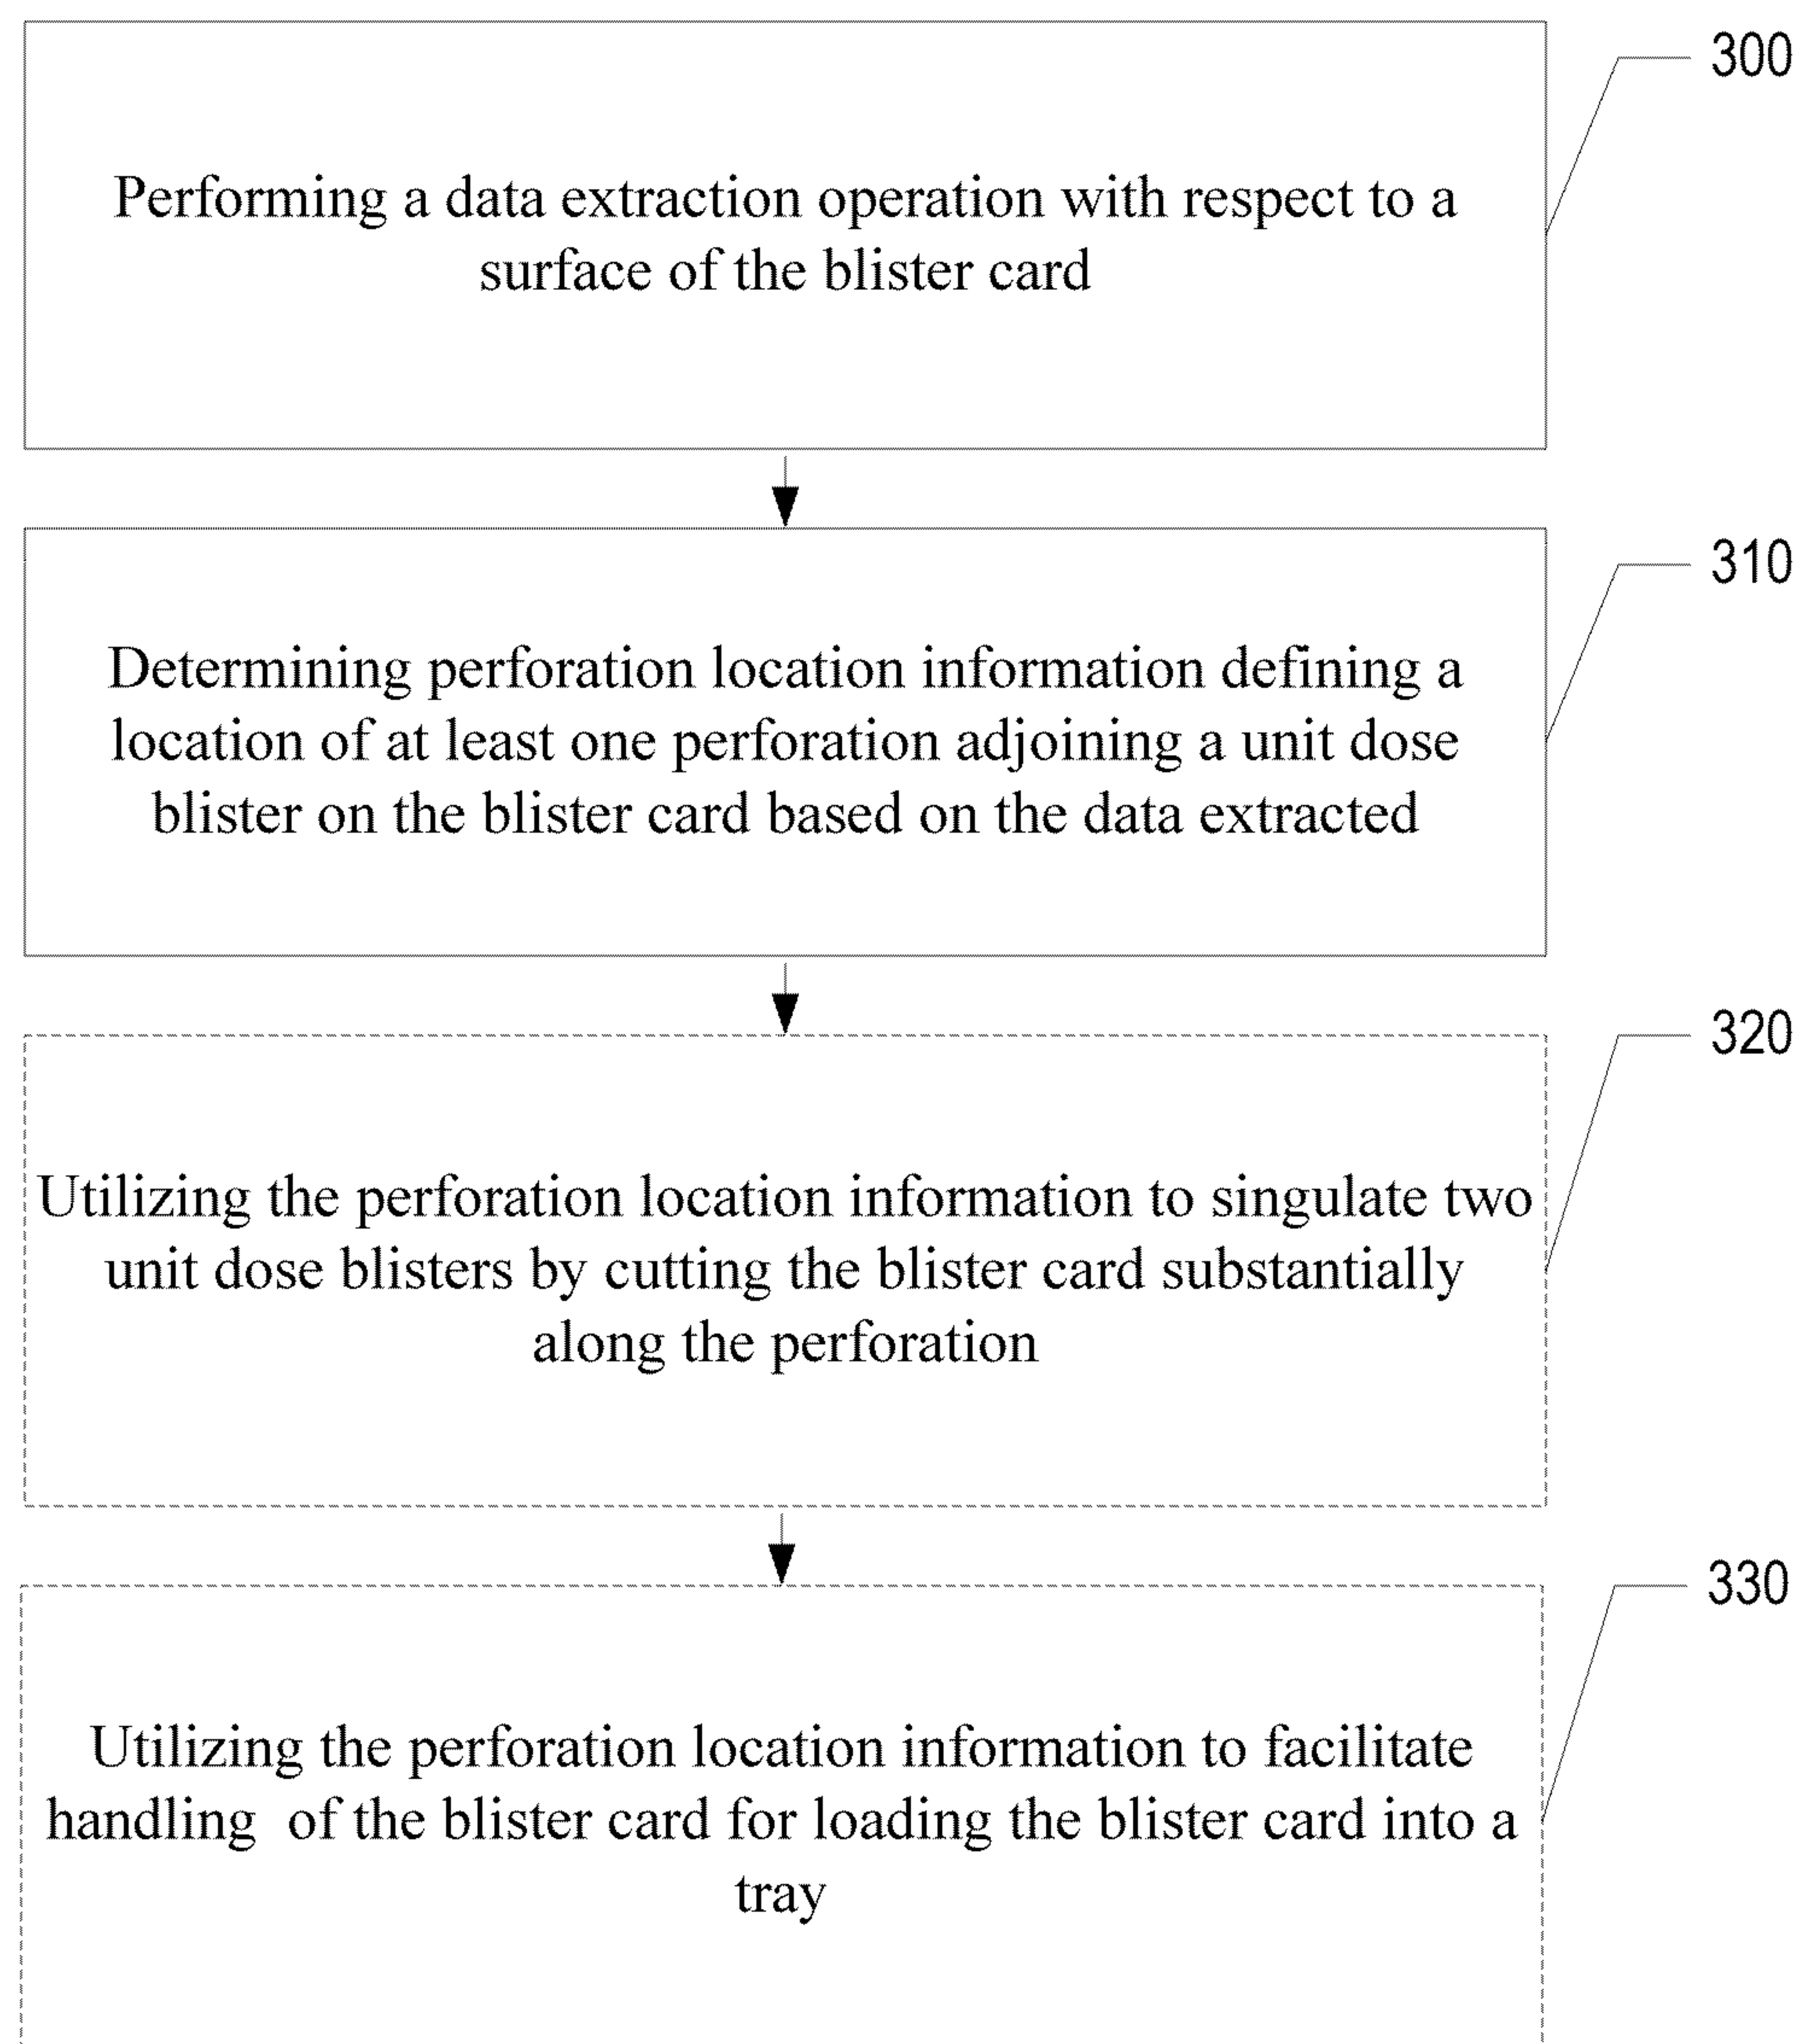 300
Performing a data extraction operation with respect to a
surface of the blister card
310
Determining perforation location information defining a
location of at least one perforation adjoining a unit dose
blister on the blister card based on the data extracted
320
Utilizing the perforation location information to singulate two
unit dose blisters by cutting the blister card substantially
along the perforation
330
Utilizing the perforation location information to facilitate
handling  of the blister card for loading the blister card into a
tray